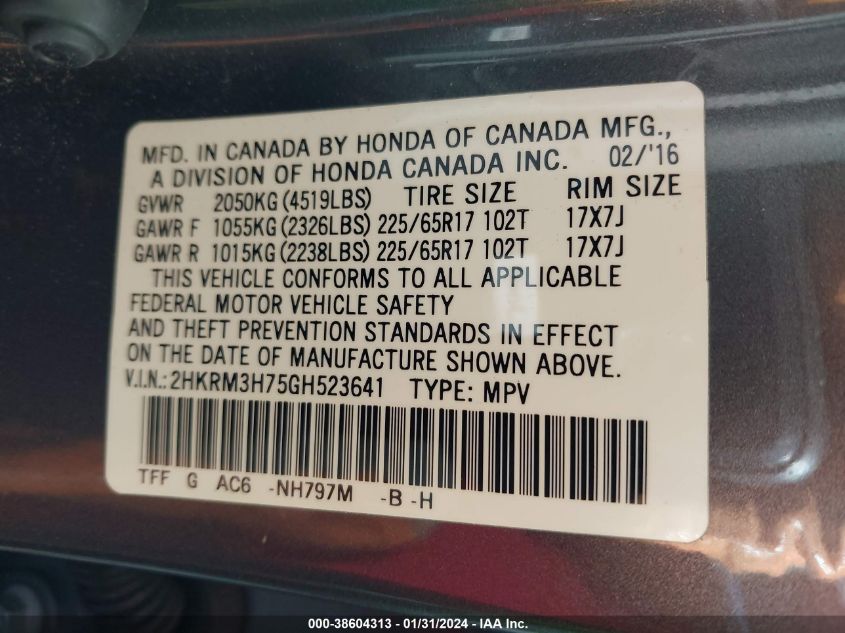 MFD. IN CANADA BY HONDA OF CANADA MFG.,
A DIVISION OF HONDA CANADA INC. 02/'16
GVWR 2050KG (4519LBS) TIRE SIZE RIM SIZE
GAWR F 1055KG (2326LBS) 225/65R17 102T 17X7J
GAWR R 1015KG (2238LBS) 225/65R17 102T 17X7J
THIS VEHICLE CONFORMS TO ALL APPLICABLE
FEDERAL MOTOR VEHICLE SAFETY
AND THEFT PREVENTION STANDARDS IN EFFECT
ON THE DATE OF MANUFACTURE SHOWN ABOVE.
V.I.N.: 2HKRM3H75GH523641 TYPE: MPV
TFF G AC6 -NH797M -B -H
000-38604313 - 01/31/2024 - IAA Inc.